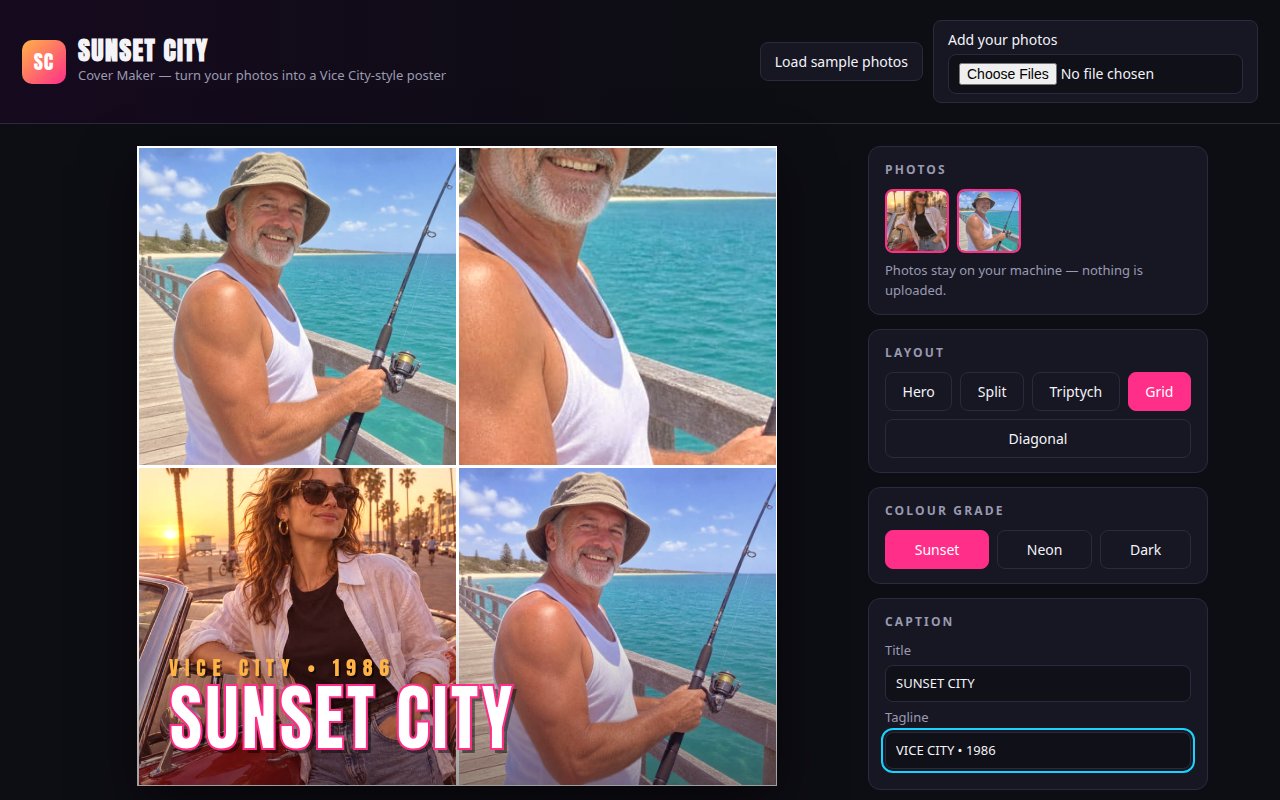 SC
SUNSET CITY
Cover Maker — turn your photos into a Vice City-style poster
Load sample photos
Add your photos
Choose Files No file chosen
VICE CITY • 1986
SUNSET CITY
PHOTOS
Photos stay on your machine — nothing is
uploaded.
LAYOUT
Hero
Split
Triptych
Grid
Diagonal
COLOUR GRADE
Sunset
Neon
Dark
CAPTION
Title
SUNSET CITY
Tagline
VICE CITY • 1986